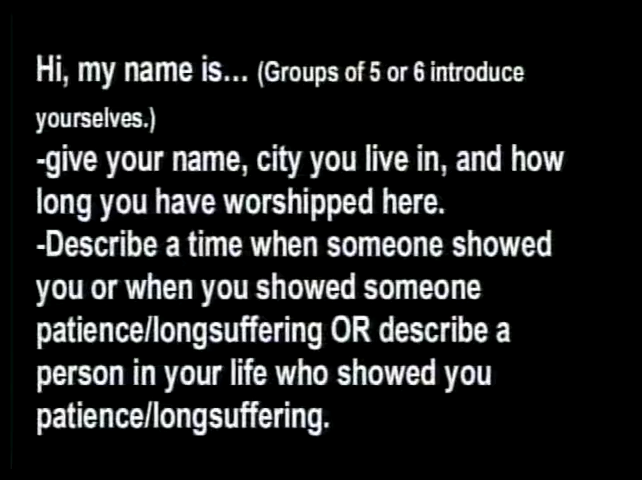 Hi, my name is... (Groups of 5 or 6 introduce
yourselves.)
-give your name, city you live in, and how
long you have worshipped here.
-Describe a time when someone showed
you or when you showed someone
patience/longsuffering OR describe a
person in your life who showed you
patience/longsuffering.